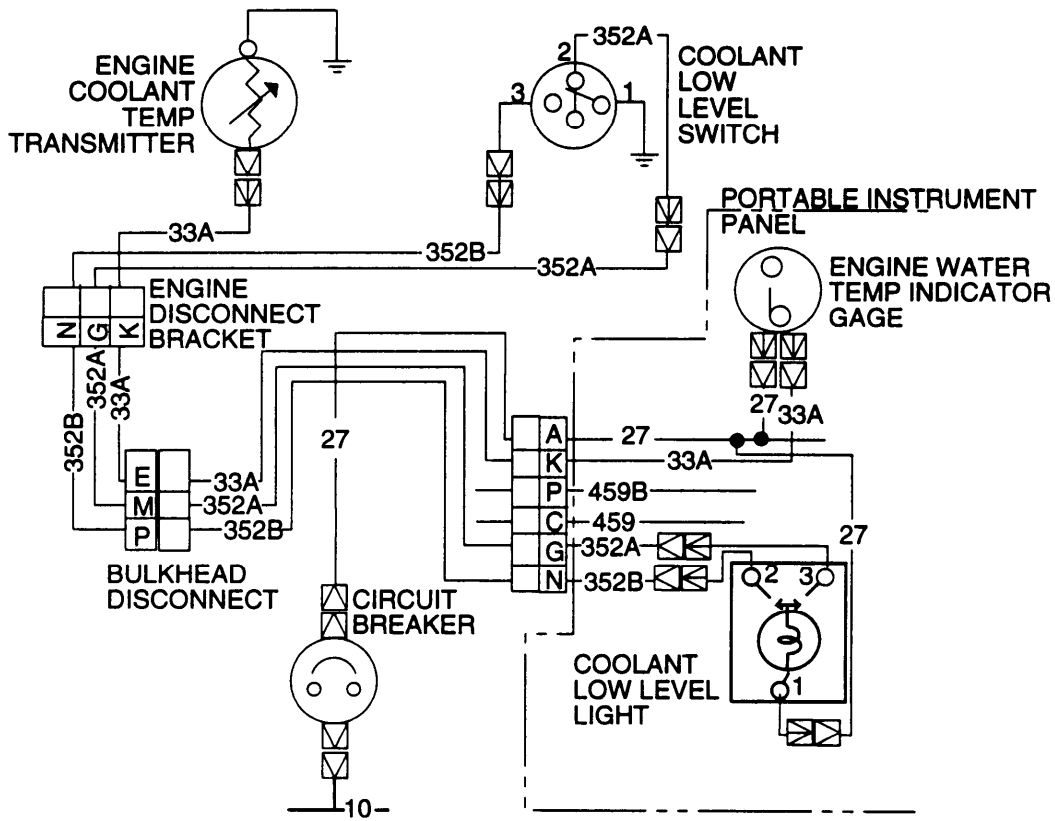 ENGINE
COOLANT
TEMP
TRANSMITTER
2
352A
3
1
COOLANT
LOW
LEVEL
SWITCH
PORTABLE INSTRUMENT
PANEL
33A
352B
352A
ENGINE WATER
TEMP INDICATOR
GAGE
N
G
K
ENGINE
DISCONNECT
BRACKET
352B
352A
33A
27
27
33A
E
M
P
33A
352A
352B
BULKHEAD
DISCONNECT
A
K
P
C
G
N
27
33A
459B
459
352A
352B
27
2
3
1
CIRCUIT
BREAKER
COOLANT
LOW LEVEL
LIGHT
10